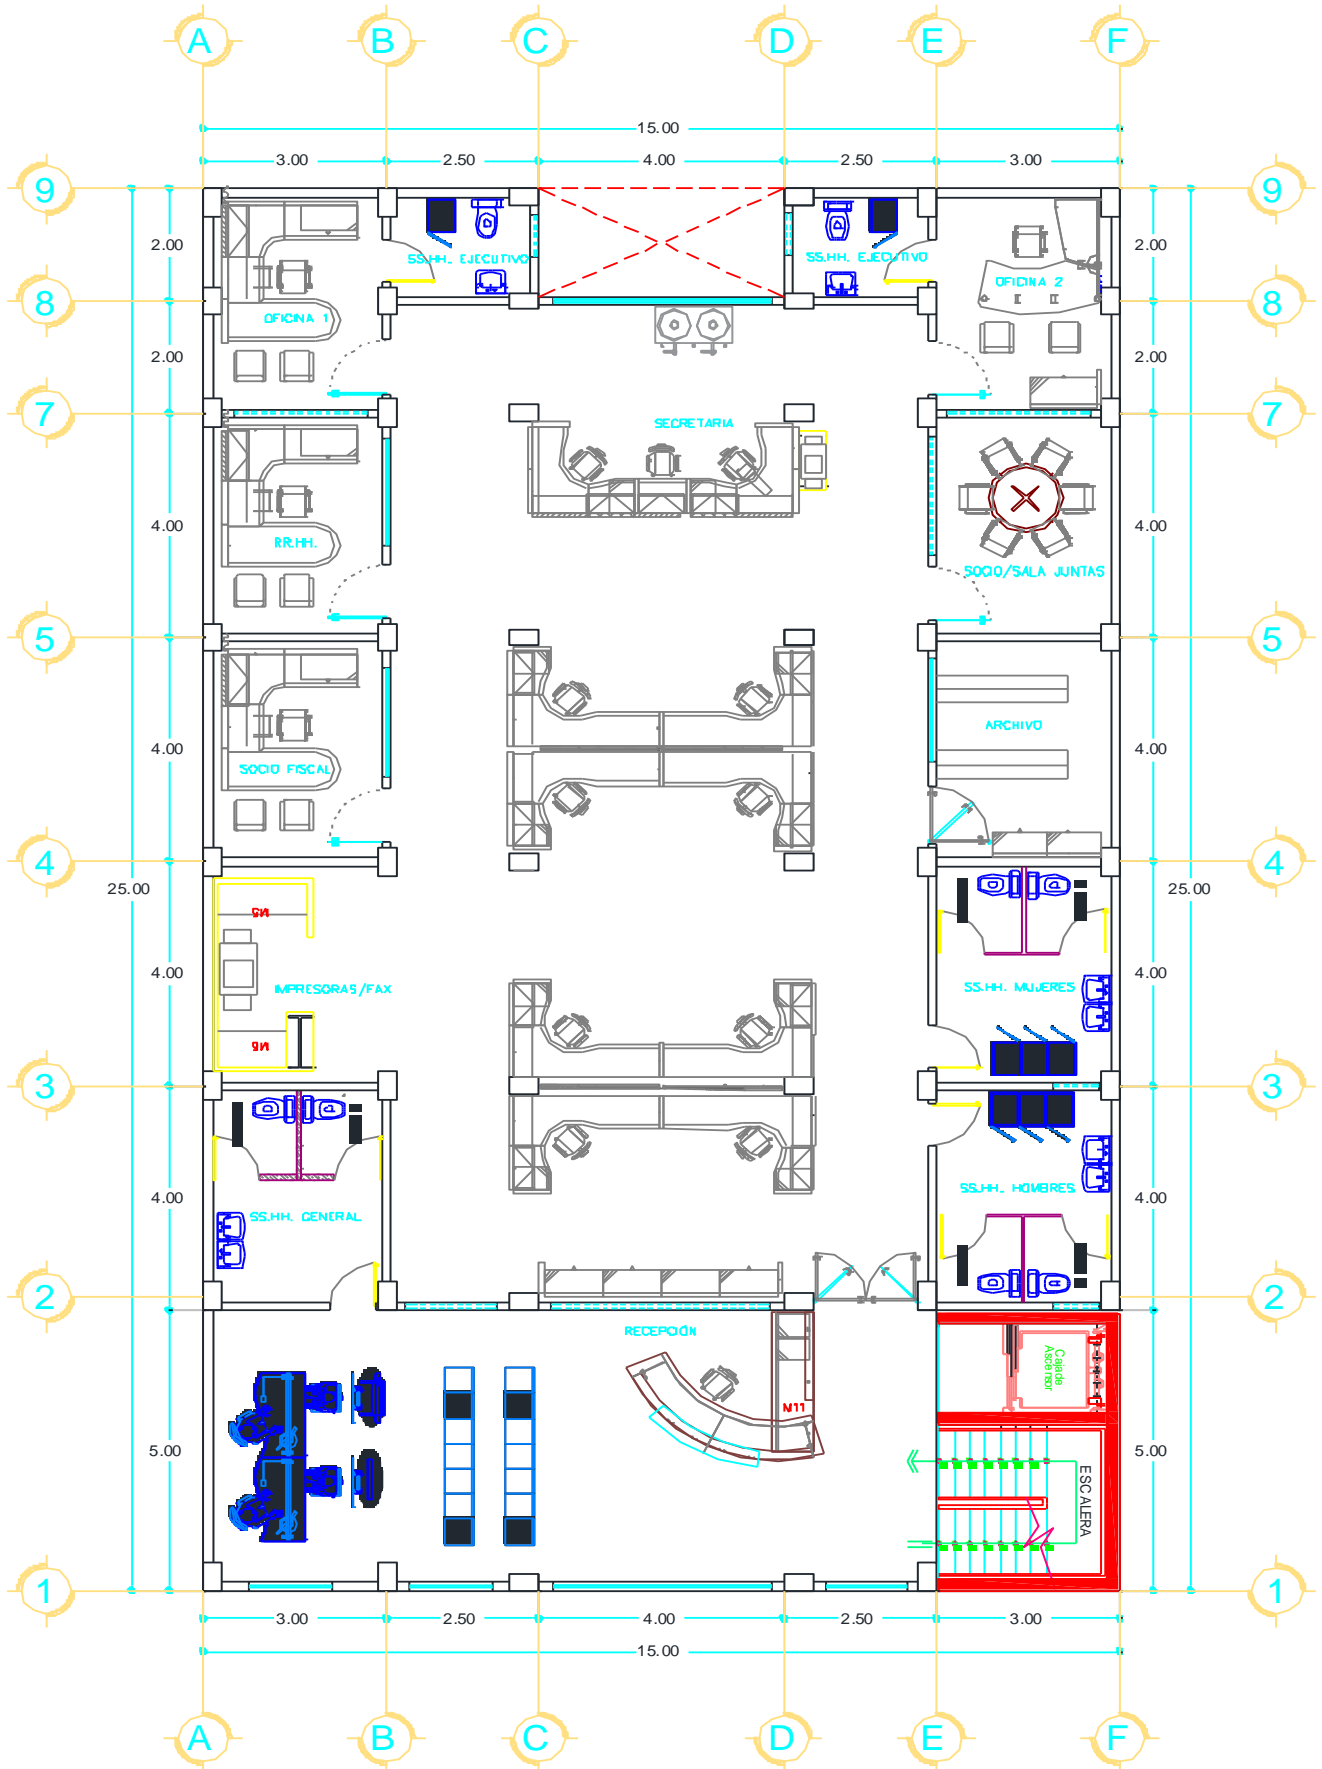 A B C D E F
15.00
3.00 2.50 4.00 2.50 3.00
9 9
2.00 2.00
SS.HH. EJECUTIVO SS.HH. EJECUTIVO
OFICINA 2
8 8
OFICINA 1
2.00 2.00
7 7
SECRETARIA
4.00 4.00
RR.HH.
SOCIO/SALA JUNTAS
5 5
ARCHIVO
4.00 4.00
SOCIO FISCAL
4 4
25.00 25.00
M5
4.00 4.00
IMPRESORAS/FAX SS.HH. MUJERES
M5
3 3
SS.HH. HOMBRES
4.00 4.00
SS.HH. GENERAL
2 2
RECEPCIÓN
Caja de
Ascensor
LLN
5.00 5.00
ESCALERA
1 1
3.00 2.50 4.00 2.50 3.00
15.00
A B C D E F